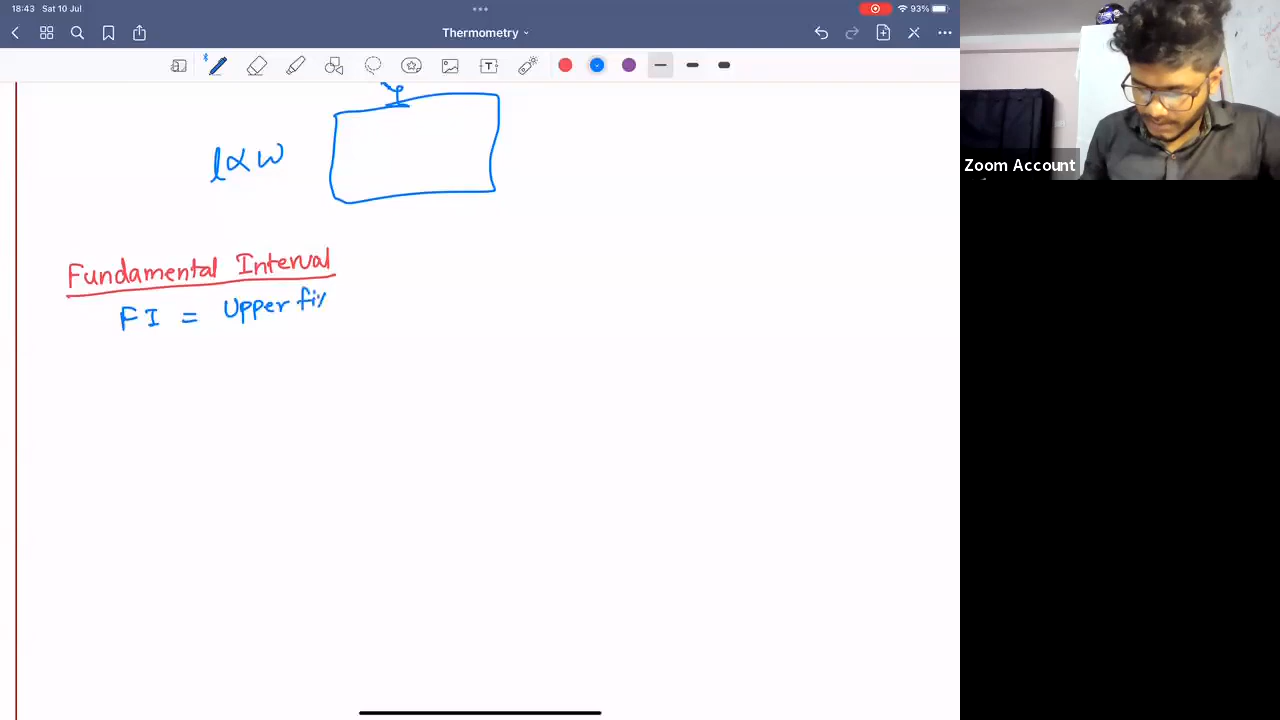 18:43 Sat 10 Jul
93%
Thermometry
T
Zoom Account
l ∝ w
Fundamental Interval
FI = Upper fix